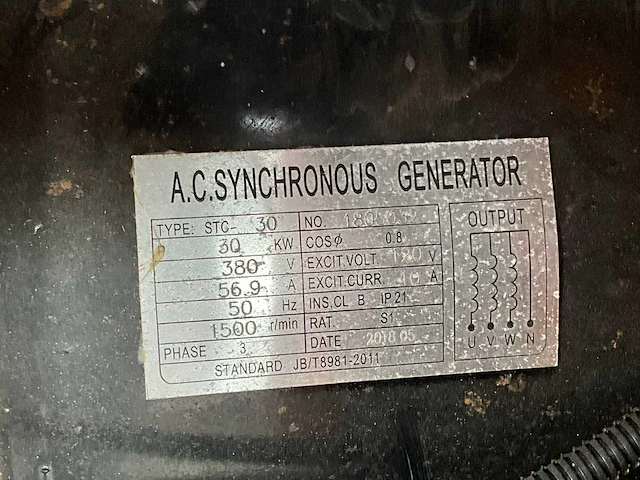 A.C.SYNCHRONOUS GENERATOR
TYPE: STC- 30 NO.
30 KW COSφ 0.8
380 V EXCIT.VOLT V
56.9 A EXCIT.CURR. A
50 Hz INS.CL B IP21
1500 r/min RAT. S1
PHASE 3 DATE 2018 05
STANDARD JB/T8981-2011
OUTPUT
U V W N